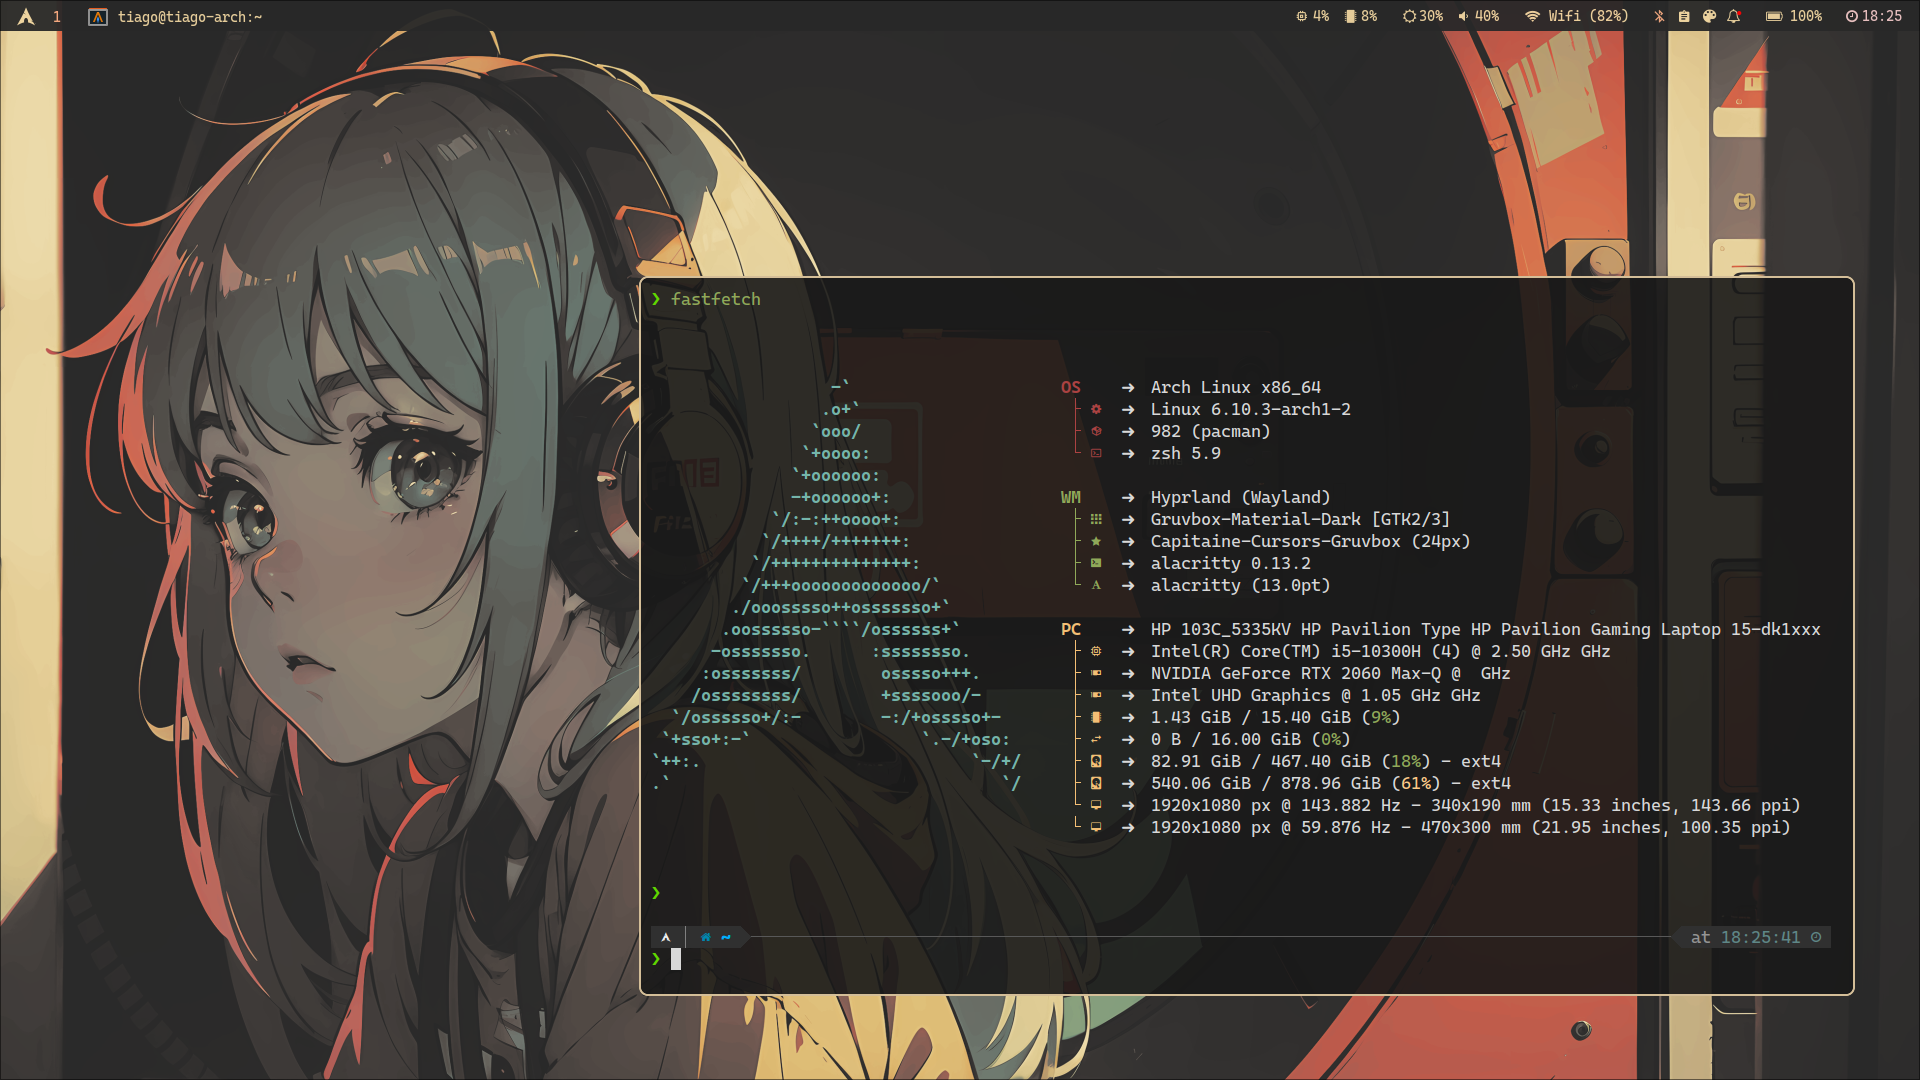 1 tiago@tiago-arch:~ 4% 8% 30% 40% Wifi (82%) 100% 18:25
❯ fastfetch
-`
.o+`
`ooo/
`+oooo:
`+oooooo:
-+oooooo+:
`/:-:++oooo+:
`/++++/+++++++:
`/++++++++++++++:
`/+++ooooooooooooo/`
./ooosssso++osssssso+`
.oossssso-````/ossssss+`
-osssssso. :ssssssso.
:osssssss/ osssso+++.
/ossssssss/ +ssssooo/-
`/ossssso+/:- -:/+osssso+-
`+sso+:-` `.-/+oso:
`++:. `-/+/
.` `/
OS ➜ Arch Linux x86_64
➜ Linux 6.10.3-arch1-2
➜ 982 (pacman)
➜ zsh 5.9
WM ➜ Hyprland (Wayland)
➜ Gruvbox-Material-Dark [GTK2/3]
➜ Capitaine-Cursors-Gruvbox (24px)
➜ alacritty 0.13.2
➜ alacritty (13.0pt)
PC ➜ HP 103C_5335KV HP Pavilion Type HP Pavilion Gaming Laptop 15-dk1xxx
➜ Intel(R) Core(TM) i5-10300H (4) @ 2.50 GHz GHz
➜ NVIDIA GeForce RTX 2060 Max-Q @  GHz
➜ Intel UHD Graphics @ 1.05 GHz GHz
➜ 1.43 GiB / 15.40 GiB (9%)
➜ 0 B / 16.00 GiB (0%)
➜ 82.91 GiB / 467.40 GiB (18%) - ext4
➜ 540.06 GiB / 878.96 GiB (61%) - ext4
➜ 1920x1080 px @ 143.882 Hz - 340x190 mm (15.33 inches, 143.66 ppi)
➜ 1920x1080 px @ 59.876 Hz - 470x300 mm (21.95 inches, 100.35 ppi)
❯
~ at 18:25:41
❯